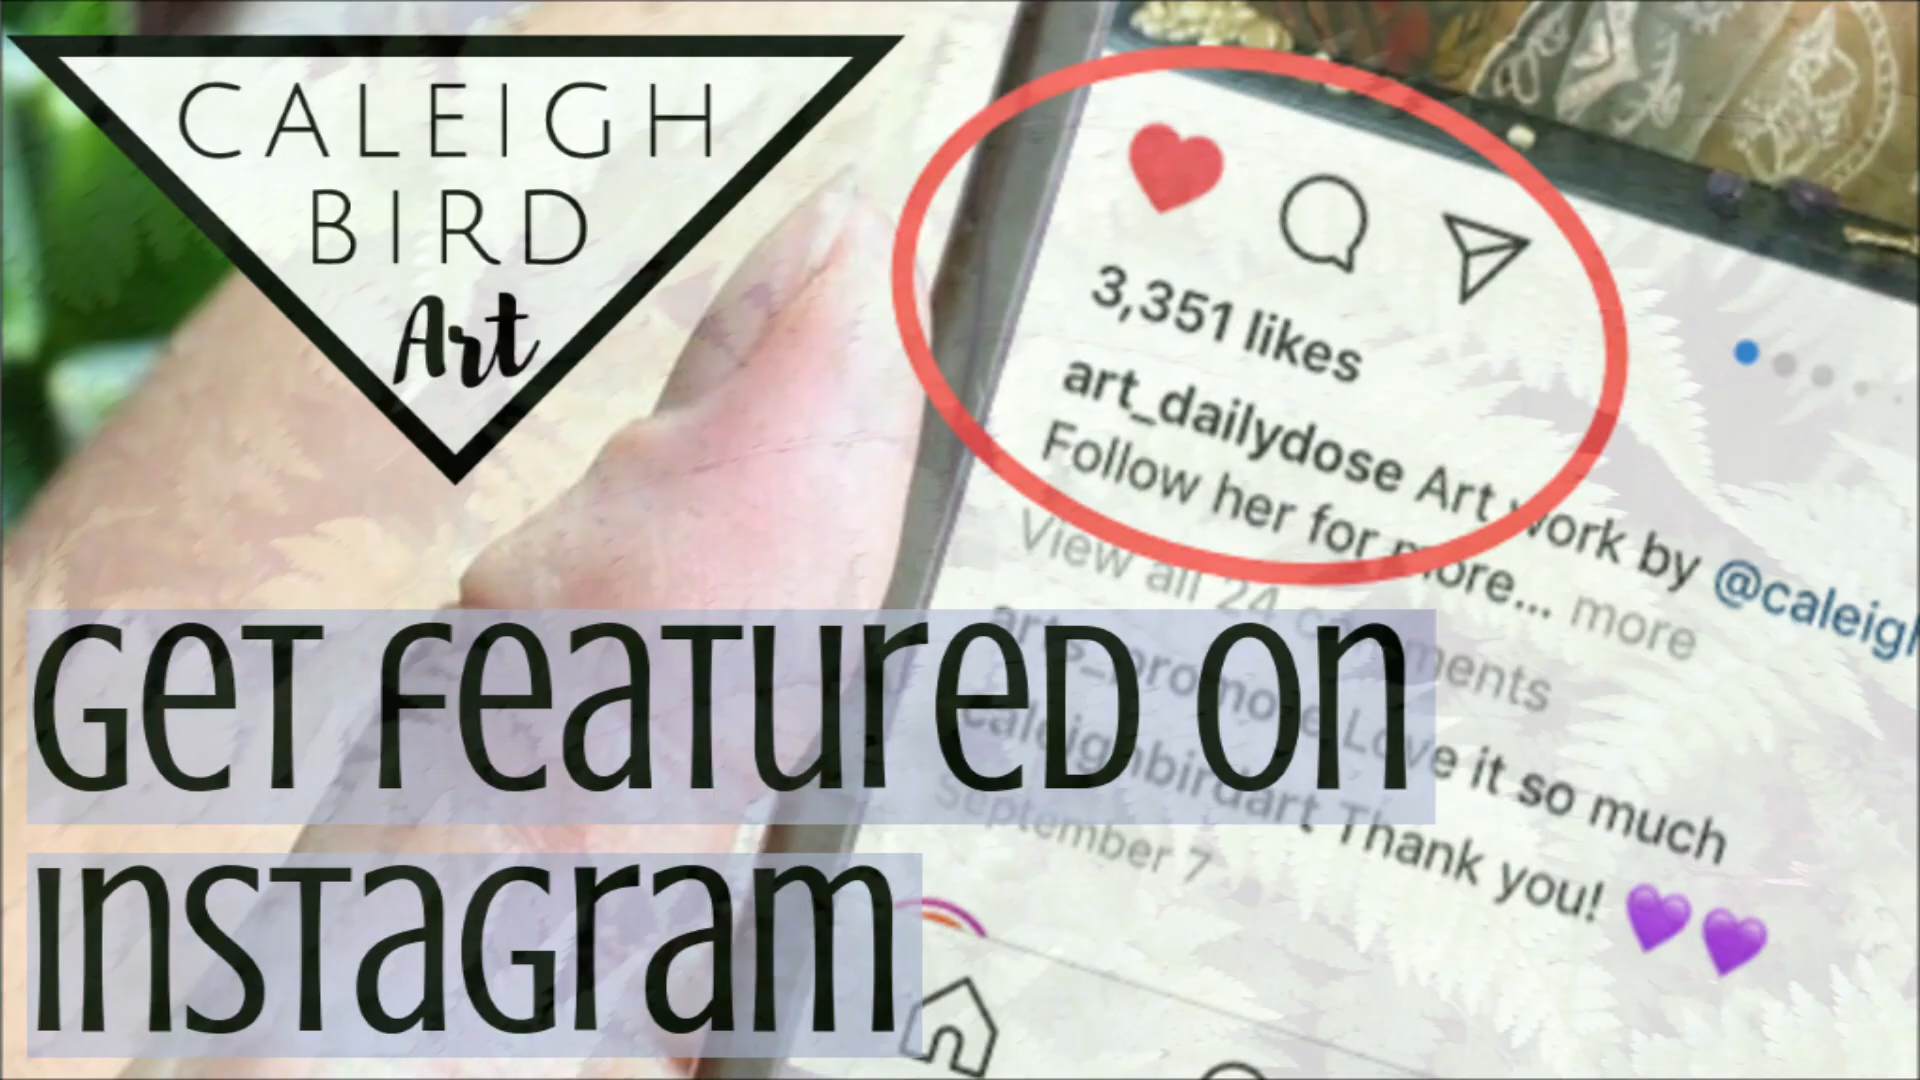 CALEIGH
BIRD
Art
3,351 likes
art_dailydose Art work by @caleigh
Follow her for more... more
View all 24 comments
arts_promote Love it so much
caleighbirdart Thank you! 💜💜
September 7
Get Featured on
Instagram